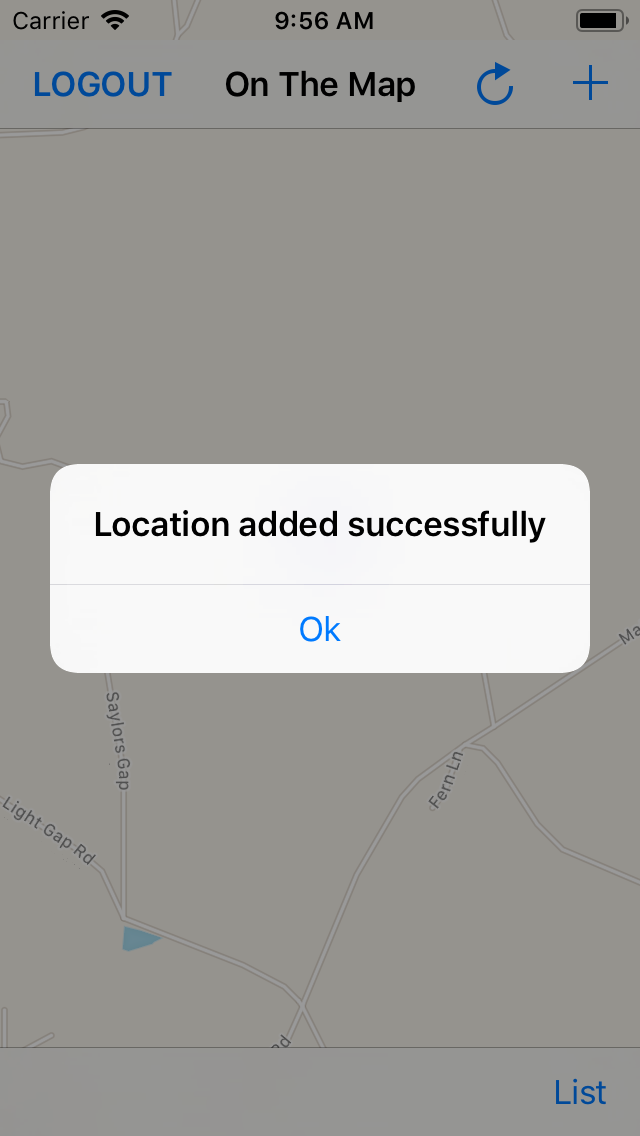 Carrier 9:56 AM
LOGOUT On The Map
Location added successfully
Ok
Saylors Gap
Fern Ln
Light Gap Rd
List